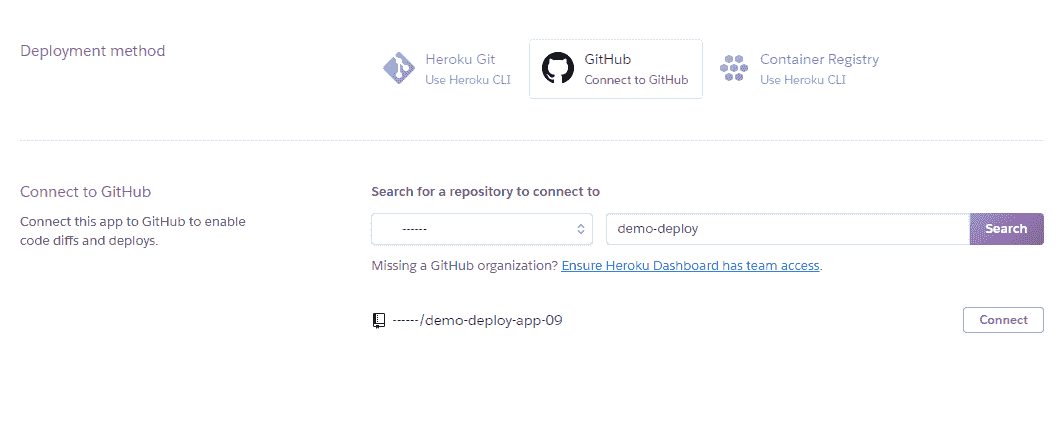 Deployment method
Heroku Git
Use Heroku CLI
GitHub
Connect to GitHub
Container Registry
Use Heroku CLI
Connect to GitHub
Connect this app to GitHub to enable
code diffs and deploys.
Search for a repository to connect to
------
demo-deploy
Search
Missing a GitHub organization? Ensure Heroku Dashboard has team access.
------/demo-deploy-app-09
Connect